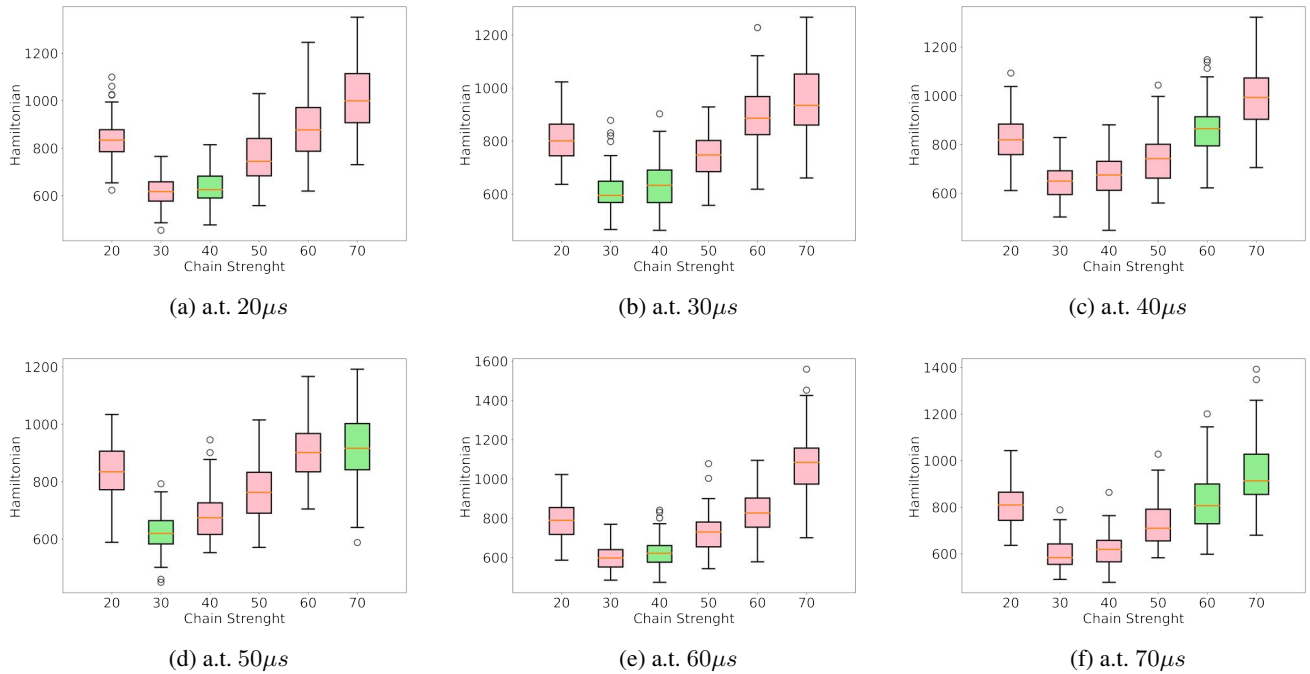 1200
1000
800
600
Hamiltonian
20 30 40 50 60 70
Chain Strenght
(a) a.t. 20μs
1200
1000
800
600
Hamiltonian
20 30 40 50 60 70
Chain Strenght
(b) a.t. 30μs
1200
1000
800
600
Hamiltonian
20 30 40 50 60 70
Chain Strenght
(c) a.t. 40μs
1200
1000
800
600
Hamiltonian
20 30 40 50 60 70
Chain Strenght
(d) a.t. 50μs
1600
1400
1200
1000
800
600
Hamiltonian
20 30 40 50 60 70
Chain Strenght
(e) a.t. 60μs
1400
1200
1000
800
600
Hamiltonian
20 30 40 50 60 70
Chain Strenght
(f) a.t. 70μs